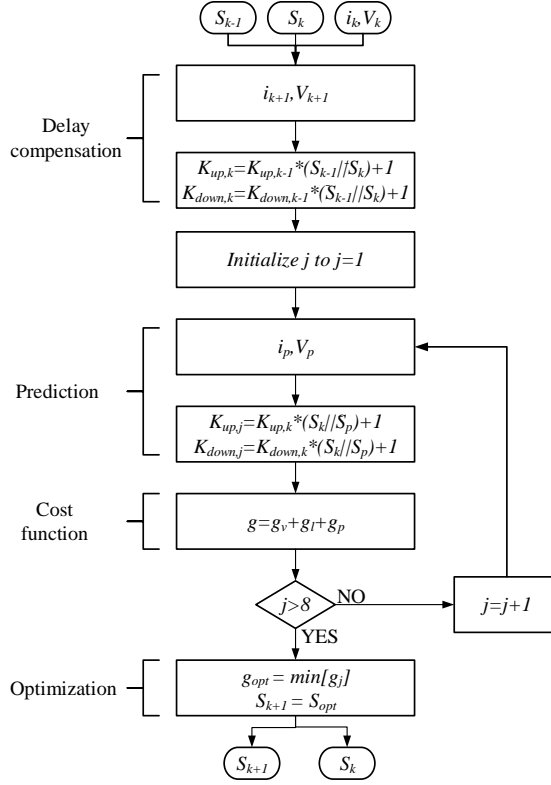 S_{k-1} S_k i_k,V_k
i_{k+1},V_{k+1}
Delay
compensation
K_{up,k}=K_{up,k-1}*(S_{k-1}//S_k)+1
K_{down,k}=K_{down,k-1}*(S_{k-1}//S_k)+1
Initialize j to j=1
i_p,V_p
Prediction
K_{up,j}=K_{up,k}*(S_k//S_p)+1
K_{down,j}=K_{down,k}*(S_k//S_p)+1
Cost
function
g=g_v+g_l+g_p
j>8
NO
j=j+1
YES
Optimization
g_{opt} = min[g_j]
S_{k+1} = S_{opt}
S_{k+1} S_k